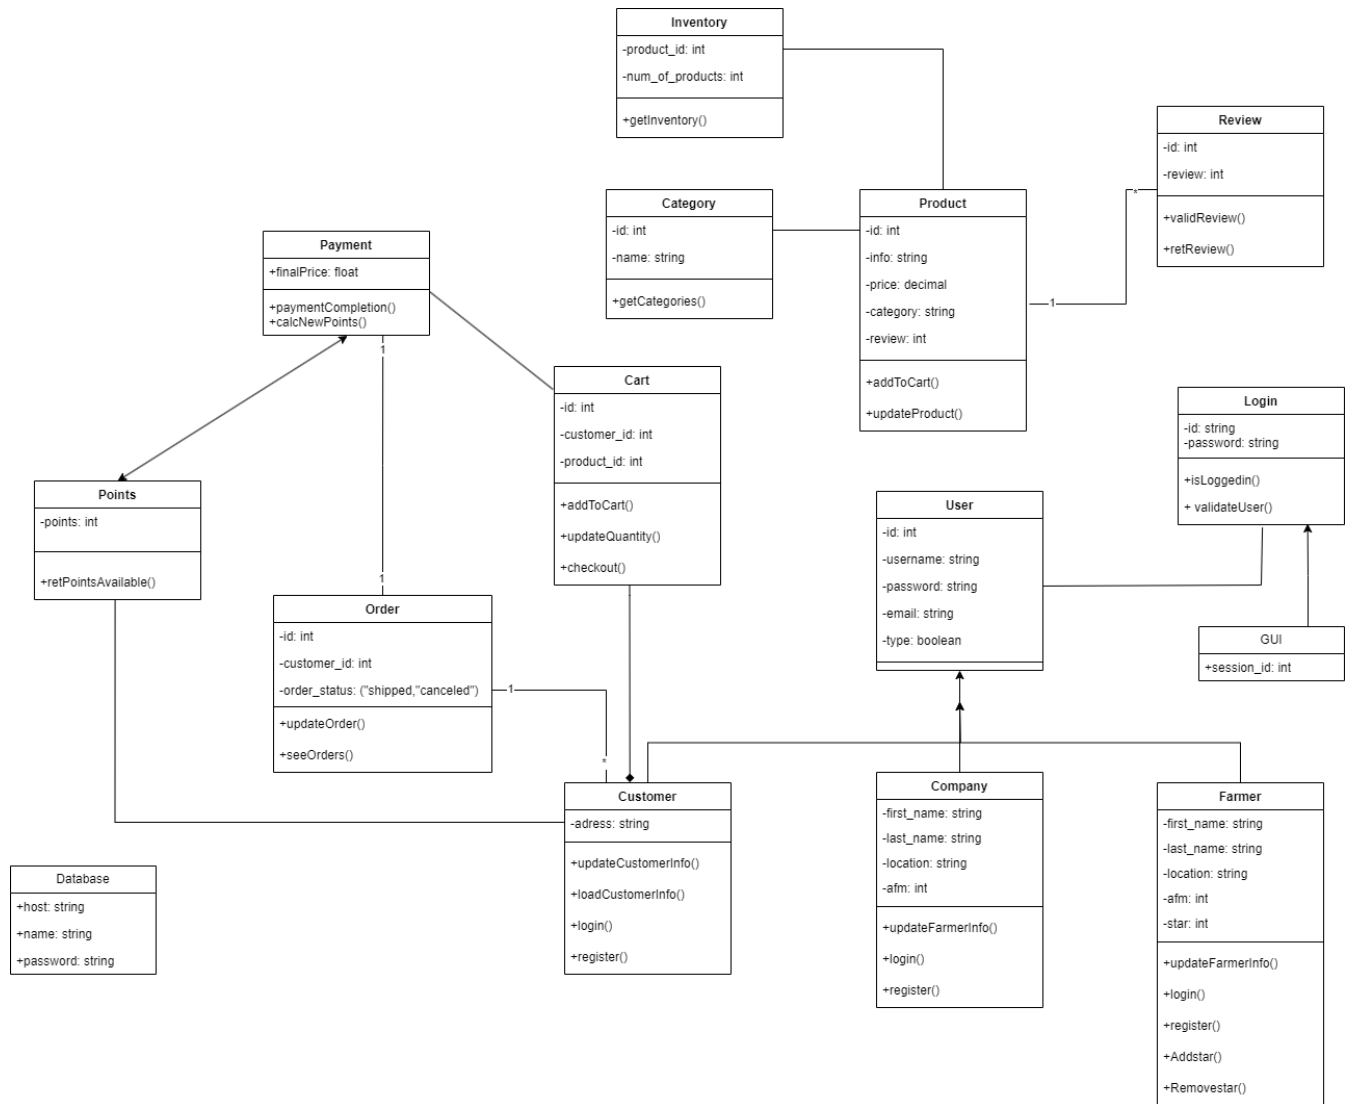 Inventory
-product_id: int
-num_of_products: int
+getInventory()
Review
-id: int
-review: int
+validReview()
+retReview()
*
1
Category
-id: int
-name: string
+getCategories()
Product
-id: int
-info: string
-price: decimal
-category: string
-review: int
+addToCart()
+updateProduct()
Payment
+finalPrice: float
+paymentCompletion()
+calcNewPoints()
1
1
Cart
-id: int
-customer_id: int
-product_id: int
+addToCart()
+updateQuantity()
+checkout()
Login
-id: string
-password: string
+isLoggedin()
+ validateUser()
Points
-points: int
+retPointsAvailable()
User
-id: int
-username: string
-password: string
-email: string
-type: boolean
Order
-id: int
-customer_id: int
-order_status: ("shipped,"canceled")
+updateOrder()
+seeOrders()
1
*
GUI
+session_id: int
Customer
-adress: string
+updateCustomerInfo()
+loadCustomerInfo()
+login()
+register()
Company
-first_name: string
-last_name: string
-location: string
-afm: int
+updateFarmerInfo()
+login()
+register()
Farmer
-first_name: string
-last_name: string
-location: string
-afm: int
-star: int
+updateFarmerInfo()
+login()
+register()
+Addstar()
+Removestar()
Database
+host: string
+name: string
+password: string